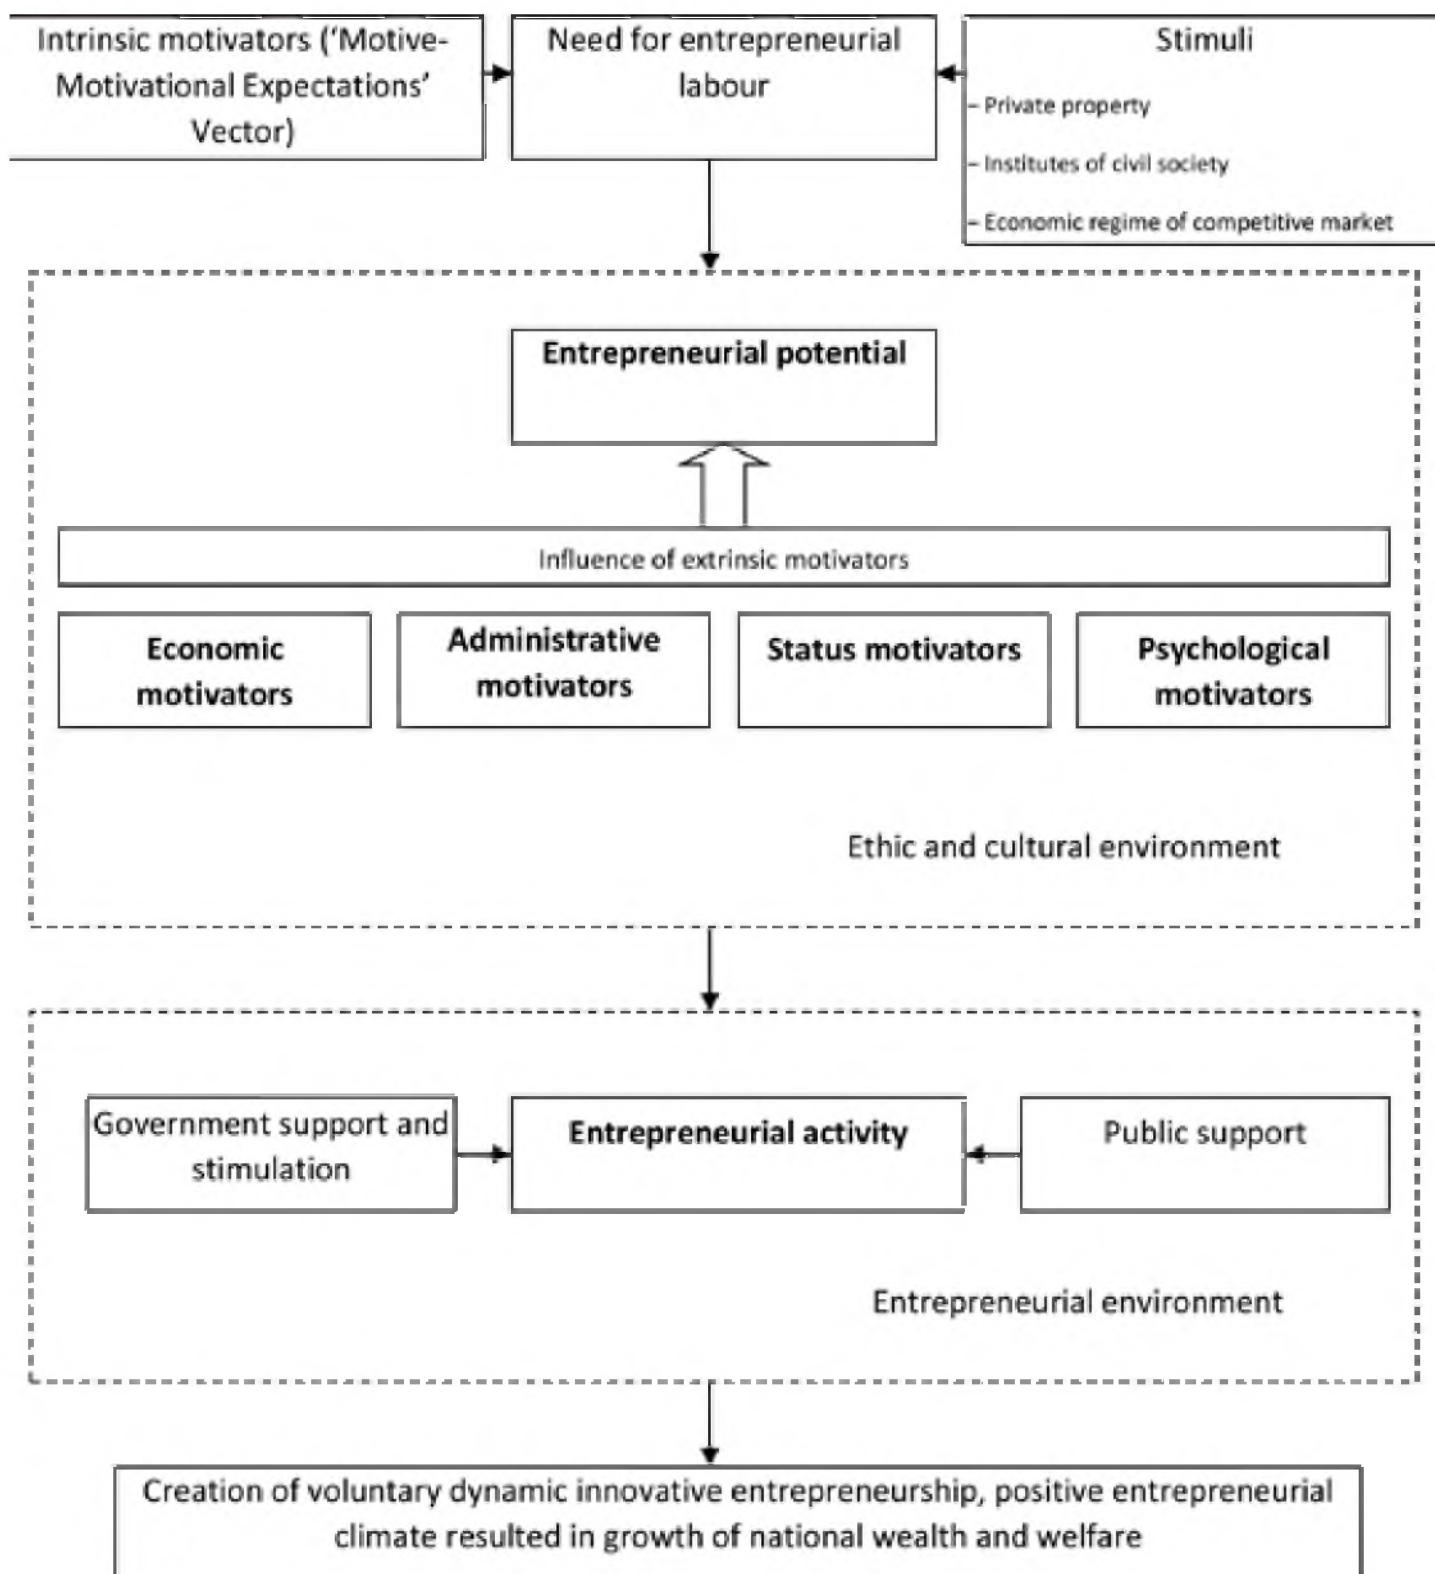 Intrinsic motivators (‘Motive-
Motivational Expectations’
Vector)
Need for entrepreneurial
labour
Stimuli
– Private property
– Institutes of civil society
– Economic regime of competitive market
Entrepreneurial potential
Influence of extrinsic motivators
Economic
motivators
Administrative
motivators
Status motivators
Psychological
motivators
Ethic and cultural environment
Government support and
stimulation
Entrepreneurial activity
Public support
Entrepreneurial environment
Creation of voluntary dynamic innovative entrepreneurship, positive entrepreneurial
climate resulted in growth of national wealth and welfare